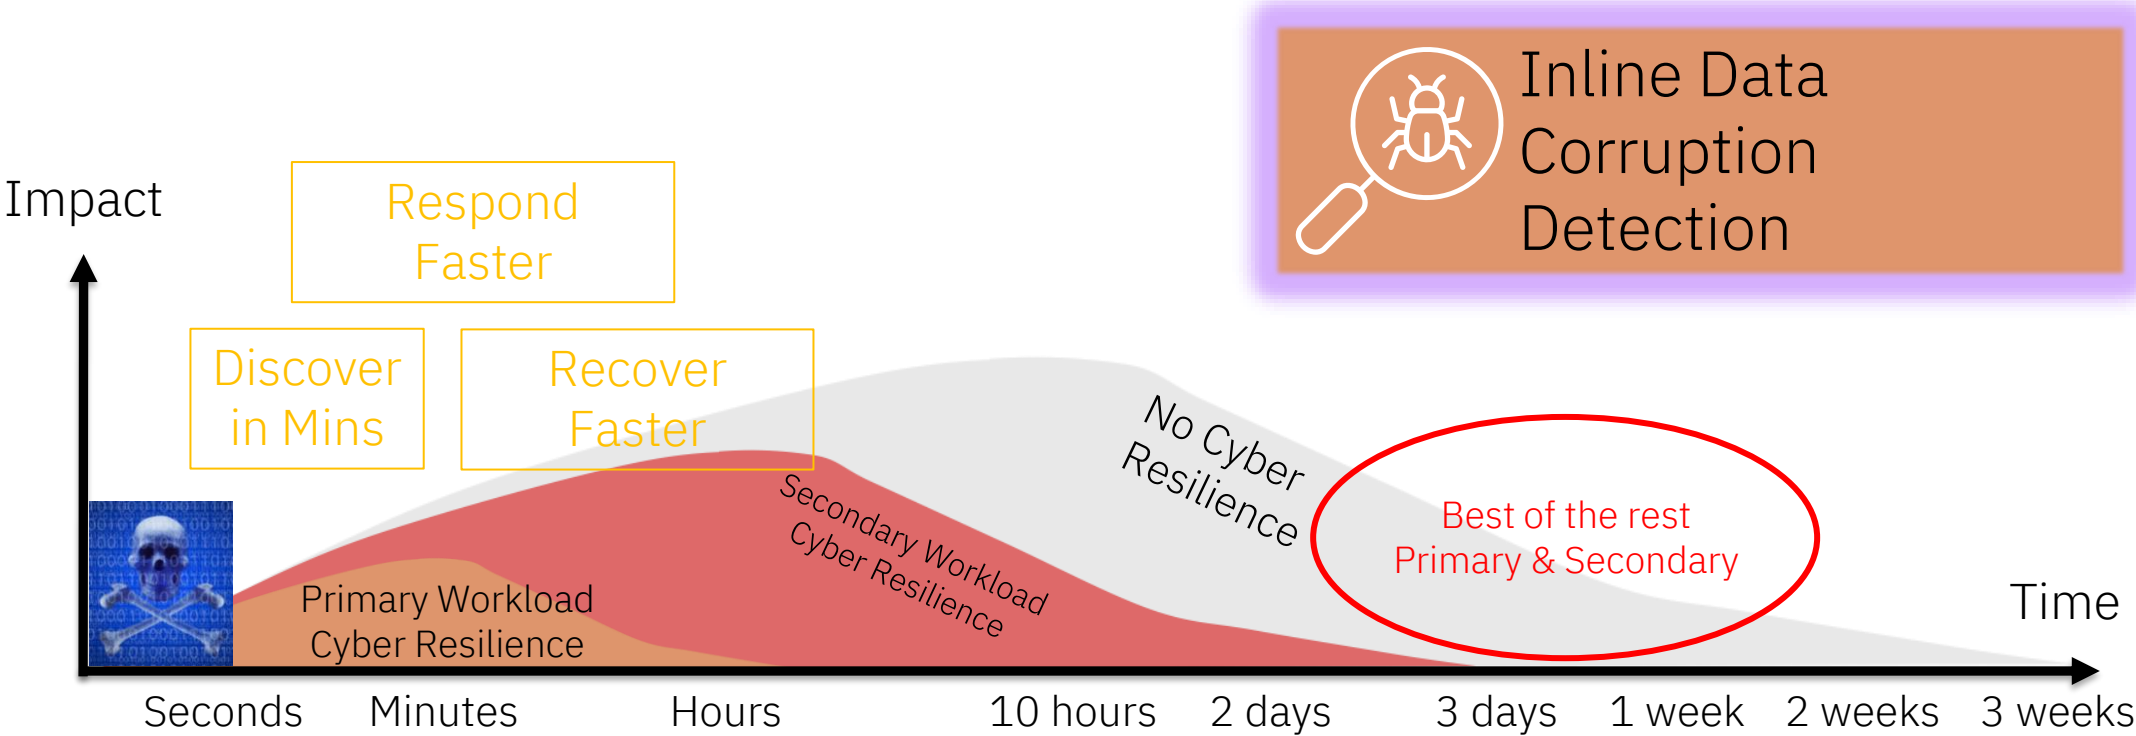 Inline Data
Corruption
Detection
Impact
Respond
Faster
Discover
in Mins
Recover
Faster
No Cyber
Resilience
Secondary Workload
Cyber Resilience
Best of the rest
Primary & Secondary
Primary Workload
Cyber Resilience
Time
Seconds
Minutes
Hours
10 hours
2 days
3 days
1 week
2 weeks
3 weeks